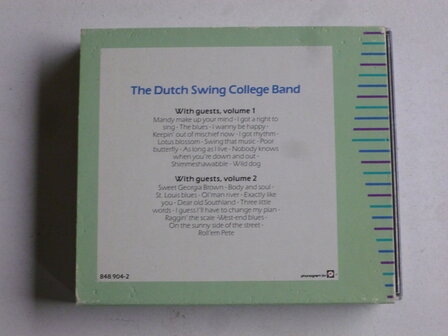 The Dutch Swing College Band
With guests, volume 1
Mandy make up your mind - I got a right to
sing - The blues - I wanny be happy -
Keepin' out of mischief now - I got rhythm -
Lotus blossom - Swing that music - Poor
butterfly - As long as I live - Nobody knows
when you're down and out -
Shimmeshawabble - Wild dog
With guests, volume 2
Sweet Georgia Brown - Body and soul -
St. Louis blues - Ol'man river - Exactly like
you - Dear old Southland - Three little
words - I guess I'll have to change my plan -
Raggin' the scale - West-end blues -
On the sunny side of the street -
Roll'em Pete
848 904-2